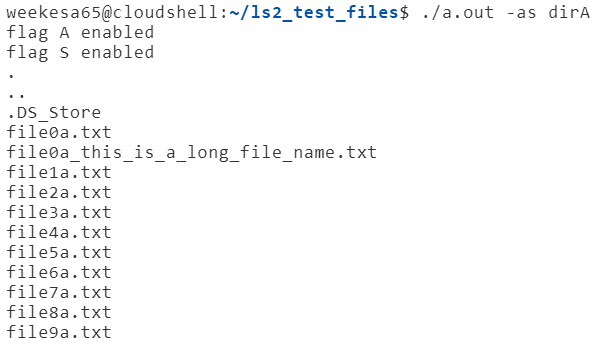 weekesa65@cloudshell:~/ls2_test_files$ ./a.out -as dirA
flag A enabled
flag S enabled
.
..
.DS_Store
file0a.txt
file0a_this_is_a_long_file_name.txt
file1a.txt
file2a.txt
file3a.txt
file4a.txt
file5a.txt
file6a.txt
file7a.txt
file8a.txt
file9a.txt